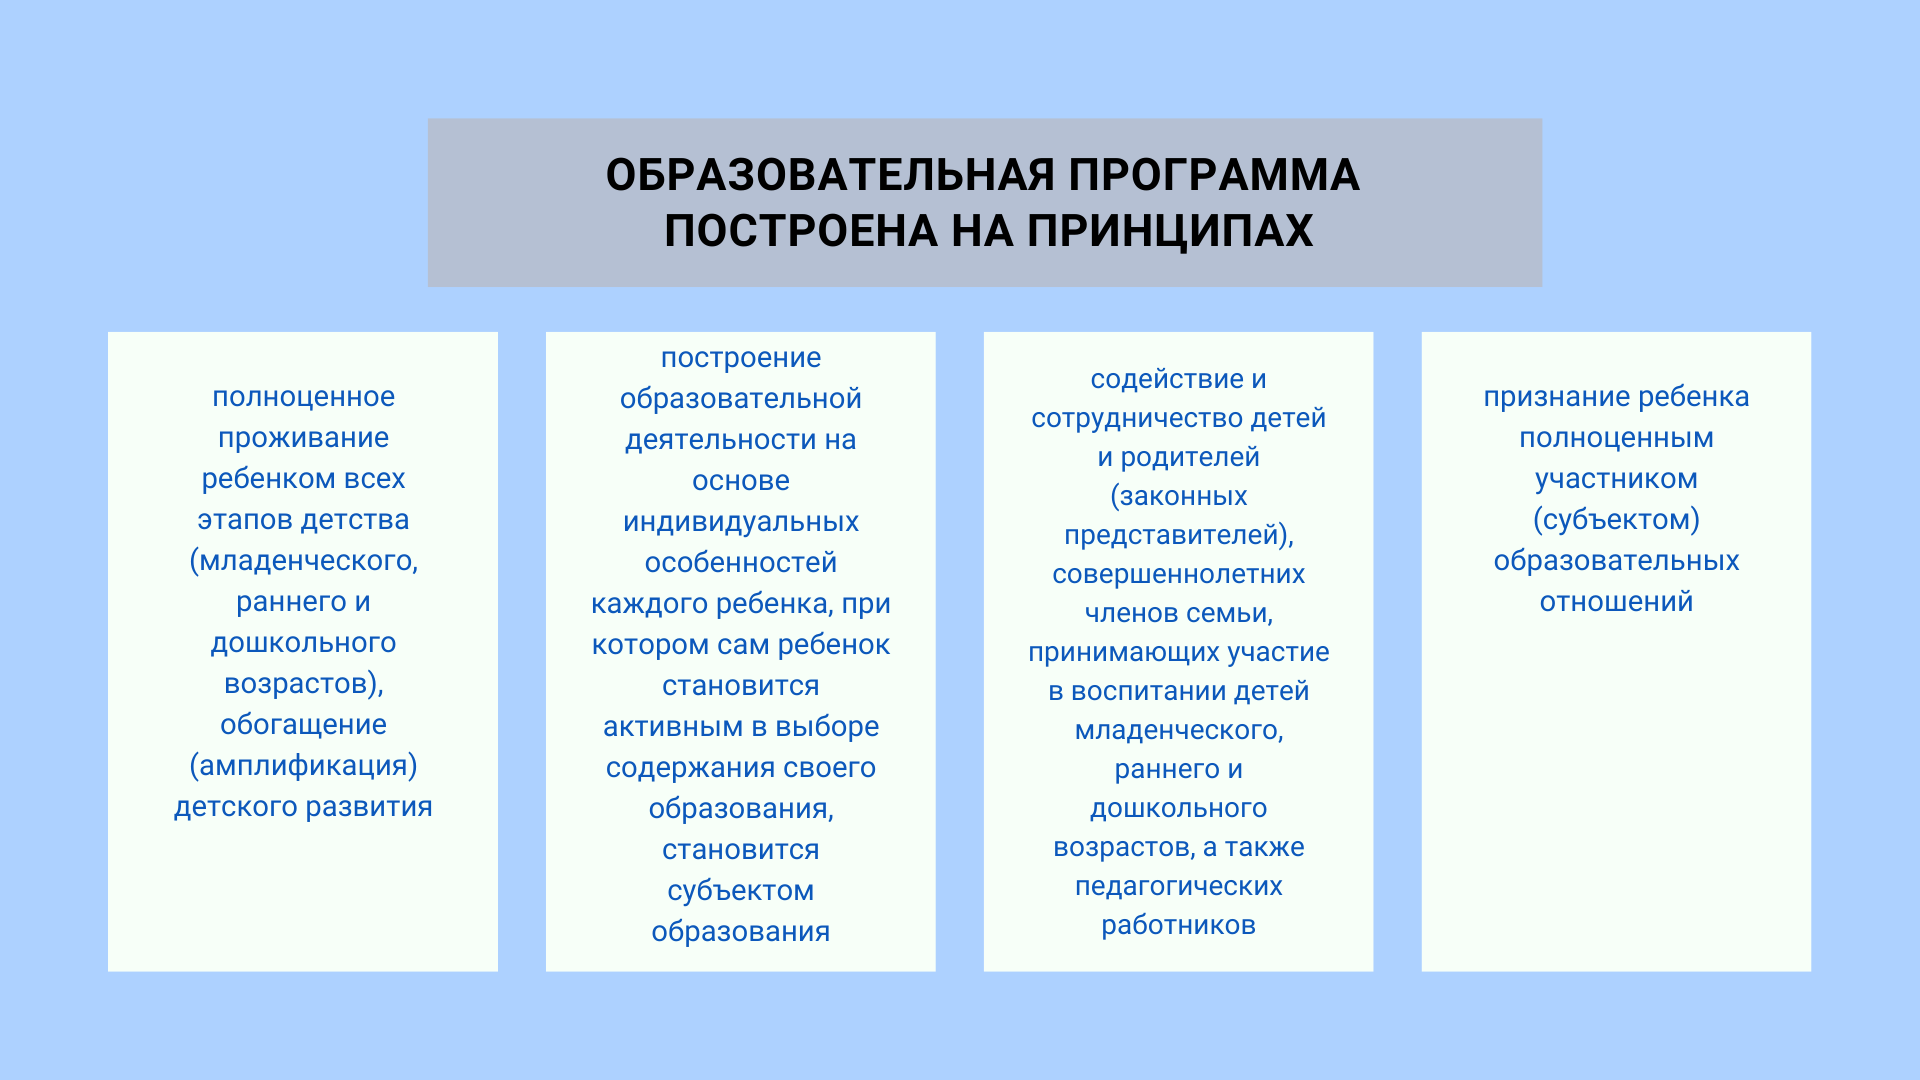 ОБРАЗОВАТЕЛЬНАЯ ПРОГРАММА
ПОСТРОЕНА НА ПРИНЦИПАХ
полноценное
проживание
ребенком всех
этапов детства
(младенческого,
раннего и
дошкольного
возрастов),
обогащение
(амплификация)
детского развития
построение
образовательной
деятельности на
основе
индивидуальных
особенностей
каждого ребенка, при
котором сам ребенок
становится
активным в выборе
содержания своего
образования,
становится
субъектом
образования
содействие и
сотрудничество детей
и родителей
(законных
представителей),
совершеннолетних
членов семьи,
принимающих участие
в воспитании детей
младенческого,
раннего и
дошкольного
возрастов, а также
педагогических
работников
признание ребенка
полноценным
участником
(субъектом)
образовательных
отношений